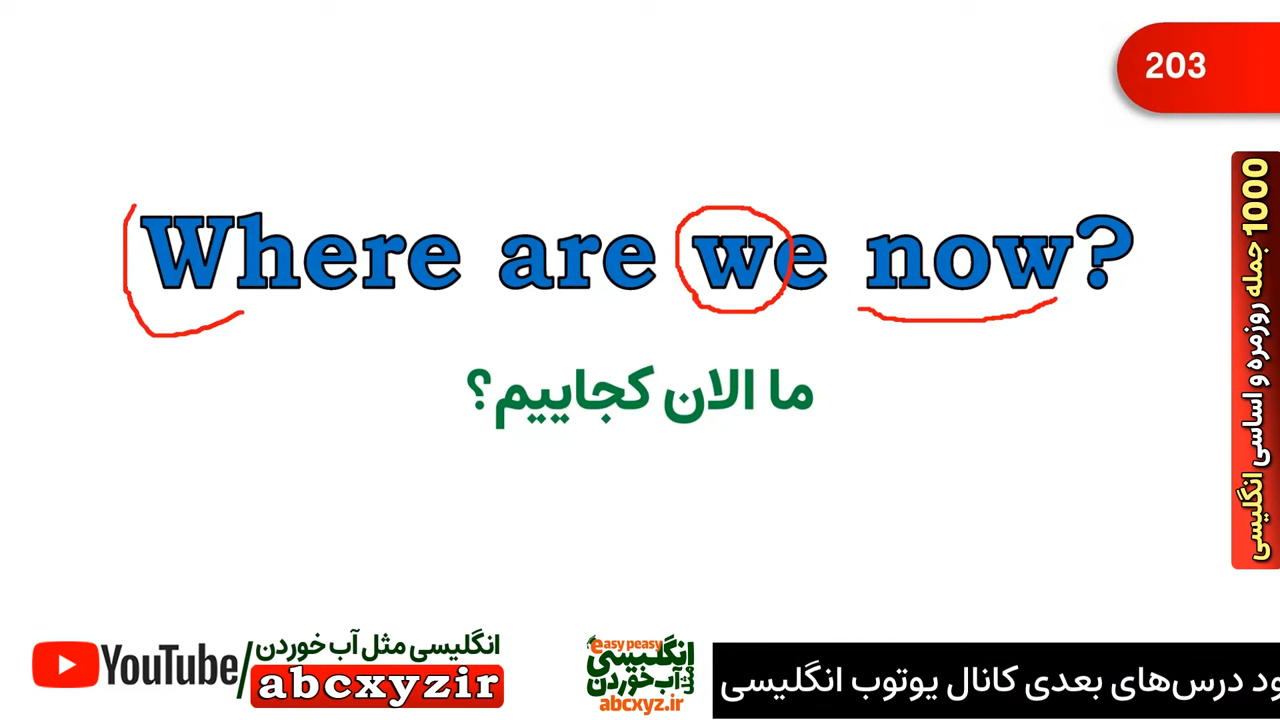 203
Where are we now?
ما الان کجاییم؟
1000 جمله روزمره و اساسی انگلیسی
YouTube/
انگلیسی مثل آب خوردن
abcxyzir
easy peasy
انگلیسی
مثل
آب خوردن
abcxyz.ir
درس‌های بعدی کانال یوتوب انگلیسی